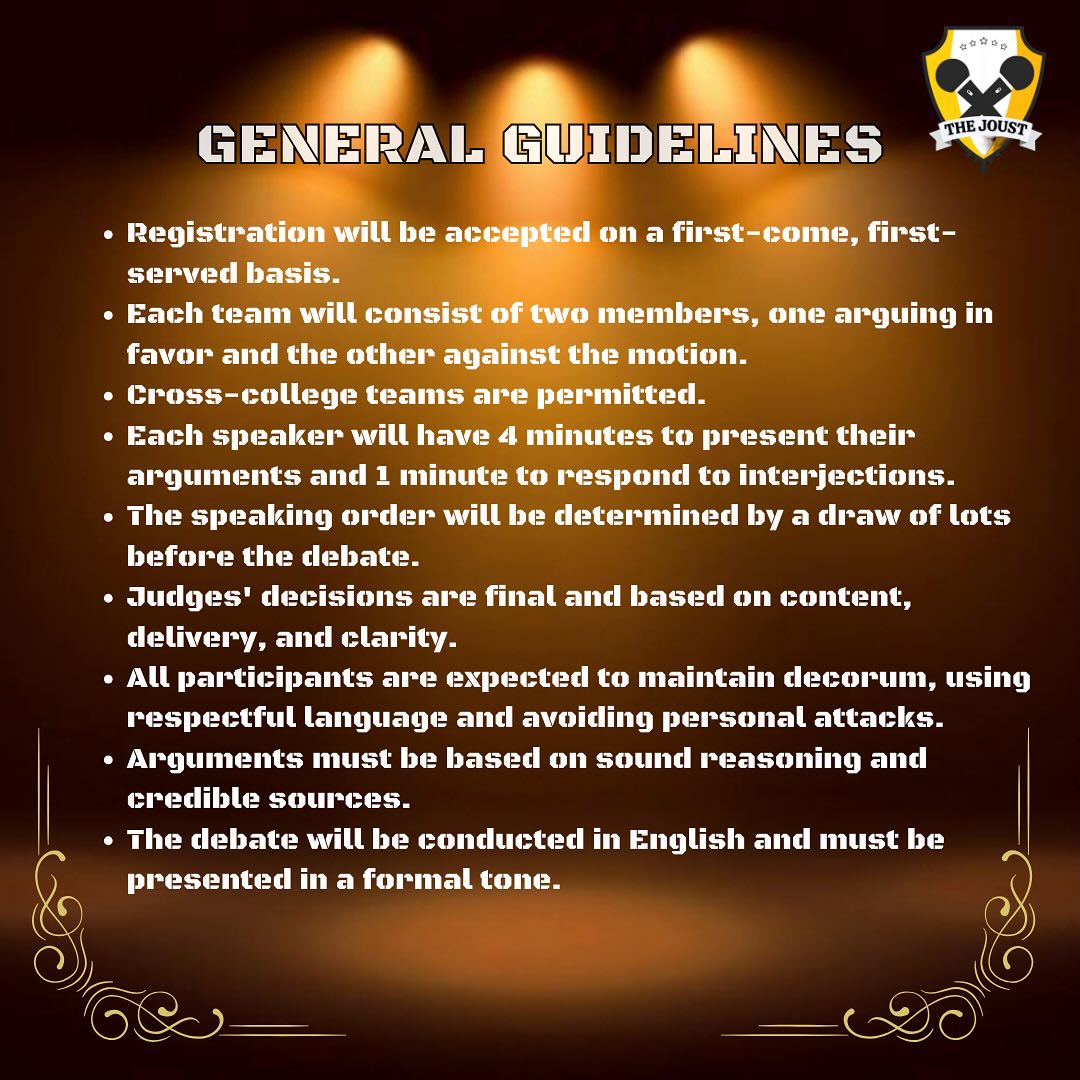 THE JOUST
GENERAL GUIDELINES
• Registration will be accepted on a first-come, first-
served basis.
• Each team will consist of two members, one arguing in
favor and the other against the motion.
• Cross-college teams are permitted.
• Each speaker will have 4 minutes to present their
arguments and 1 minute to respond to interjections.
• The speaking order will be determined by a draw of lots
before the debate.
• Judges' decisions are final and based on content,
delivery, and clarity.
• All participants are expected to maintain decorum, using
respectful language and avoiding personal attacks.
• Arguments must be based on sound reasoning and
credible sources.
• The debate will be conducted in English and must be
presented in a formal tone.